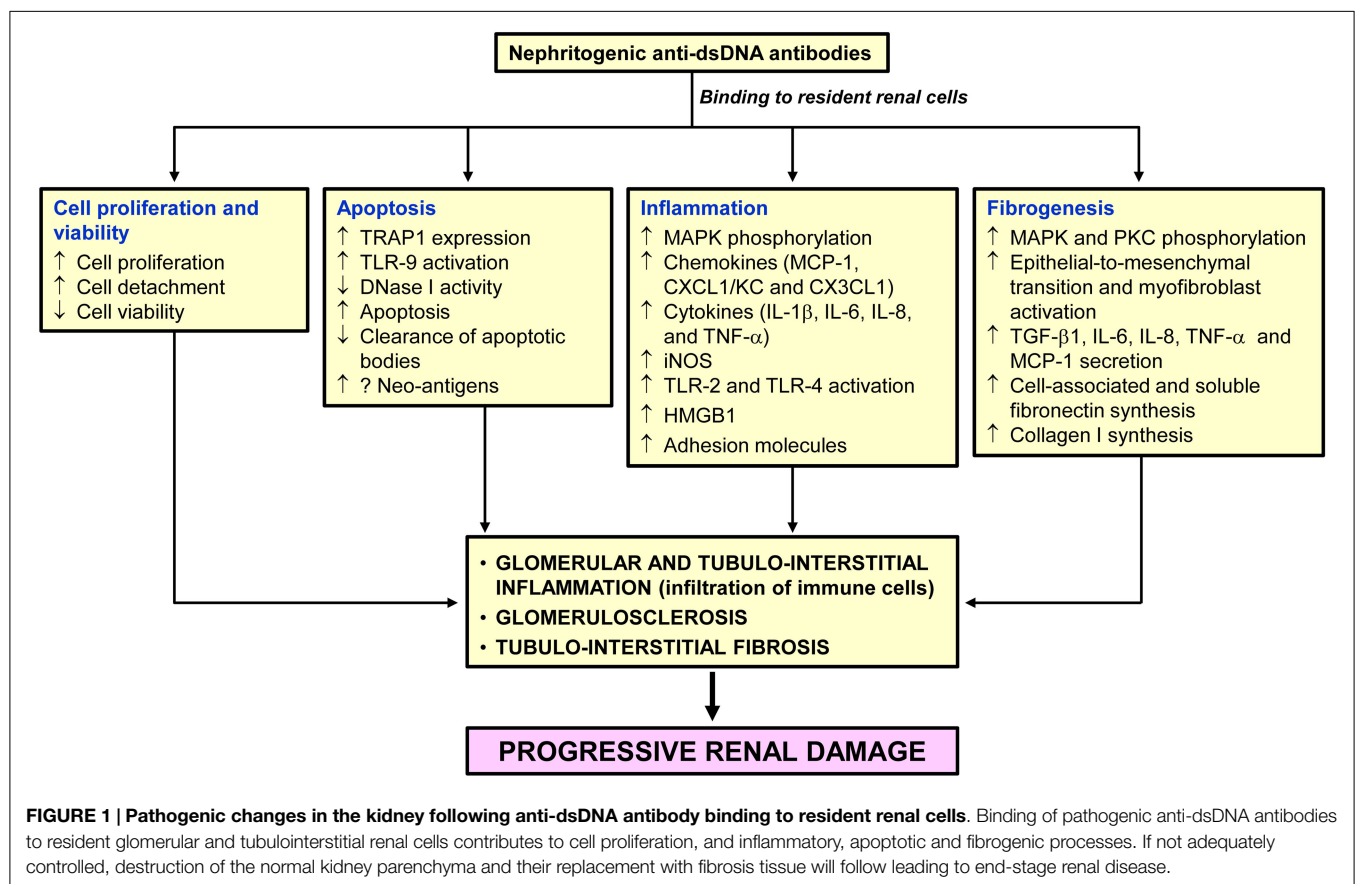 Nephritogenic anti-dsDNA antibodies
Binding to resident renal cells
Cell proliferation and
viability
↑ Cell proliferation
↑ Cell detachment
↓ Cell viability
Apoptosis
↑ TRAP1 expression
↑ TLR-9 activation
↓ DNase I activity
↑ Apoptosis
↓ Clearance of apoptotic
bodies
↑ ? Neo-antigens
Inflammation
↑ MAPK phosphorylation
↑ Chemokines (MCP-1,
CXCL1/KC and CX3CL1)
↑ Cytokines (IL-1β, IL-6, IL-8,
and TNF-α)
↑ iNOS
↑ TLR-2 and TLR-4 activation
↑ HMGB1
↑ Adhesion molecules
Fibrogenesis
↑ MAPK and PKC phosphorylation
↑ Epithelial-to-mesenchymal
transition and myofibroblast
activation
↑ TGF-β1, IL-6, IL-8, TNF-α and
MCP-1 secretion
↑ Cell-associated and soluble
fibronectin synthesis
↑ Collagen I synthesis
• GLOMERULAR AND TUBULO-INTERSTITIAL
INFLAMMATION (infiltration of immune cells)
• GLOMERULOSCLEROSIS
• TUBULO-INTERSTITIAL FIBROSIS
PROGRESSIVE RENAL DAMAGE
FIGURE 1 | Pathogenic changes in the kidney following anti-dsDNA antibody binding to resident renal cells. Binding of pathogenic anti-dsDNA antibodies
to resident glomerular and tubulointerstitial renal cells contributes to cell proliferation, and inflammatory, apoptotic and fibrogenic processes. If not adequately
controlled, destruction of the normal kidney parenchyma and their replacement with fibrosis tissue will follow leading to end-stage renal disease.